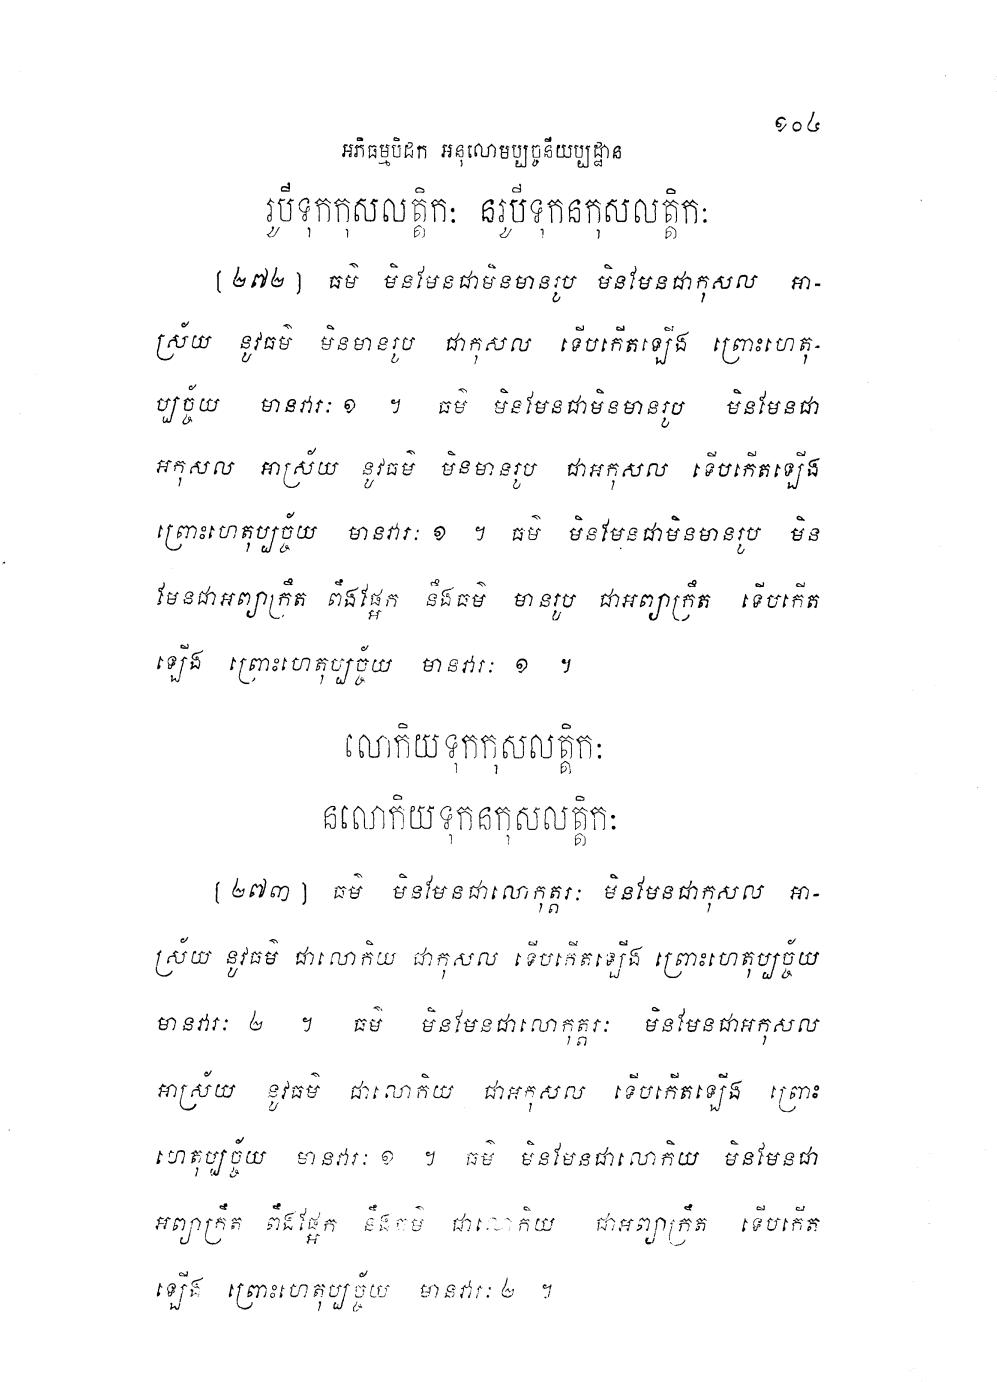 ១០៤
អភិធម្មបិដក អនុលោមប្បច្ចនីយប្បដ្ឋាន
រូបីទុកកុសលត្តិកៈ នរូបីទុកនកុសលត្តិកៈ
[២៧២] ធម៌ មិនមែនជាមិនមានរូប មិនមែនជាកុសល អា-
ស្រ័យ នូវធម៌ មិនមានរូប ជាកុសល ទើបកើតឡើង ព្រោះហេតុ-
ប្បច្ច័យ មានវារៈ ១ ។ ធម៌ មិនមែនជាមិនមានរូប មិនមែនជា
អកុសល អាស្រ័យ នូវធម៌ មិនមានរូប ជាអកុសល ទើបកើតឡើង
ព្រោះហេតុប្បច្ច័យ មានវារៈ ១ ។ ធម៌ មិនមែនជាមិនមានរូប មិន
មែនជាអព្យាក្រឹត ពឹងផ្អែក នឹងធម៌ មានរូប ជាអព្យាក្រឹត ទើបកើត
ឡើង ព្រោះហេតុប្បច្ច័យ មានវារៈ ១ ។
លោកិយទុកកុសលត្តិកៈ
នលោកិយទុកនកុសលត្តិកៈ
[២៧៣] ធម៌ មិនមែនជាលោកុត្តរៈ មិនមែនជាកុសល អា-
ស្រ័យ នូវធម៌ ជាលោកិយ ជាកុសល ទើបកើតឡើង ព្រោះហេតុប្បច្ច័យ
មានវារៈ ២ ។ ធម៌ មិនមែនជាលោកុត្តរៈ មិនមែនជាអកុសល
អាស្រ័យ នូវធម៌ ជាលោកិយ ជាអកុសល ទើបកើតឡើង ព្រោះ
ហេតុប្បច្ច័យ មានវារៈ ១ ។ ធម៌ មិនមែនជាលោកិយ មិនមែនជា
អព្យាក្រឹត ពឹងផ្អែក នឹងធម៌ ជាលោកិយ ជាអព្យាក្រឹត ទើបកើត
ឡើង ព្រោះហេតុប្បច្ច័យ មានវារៈ ២ ។